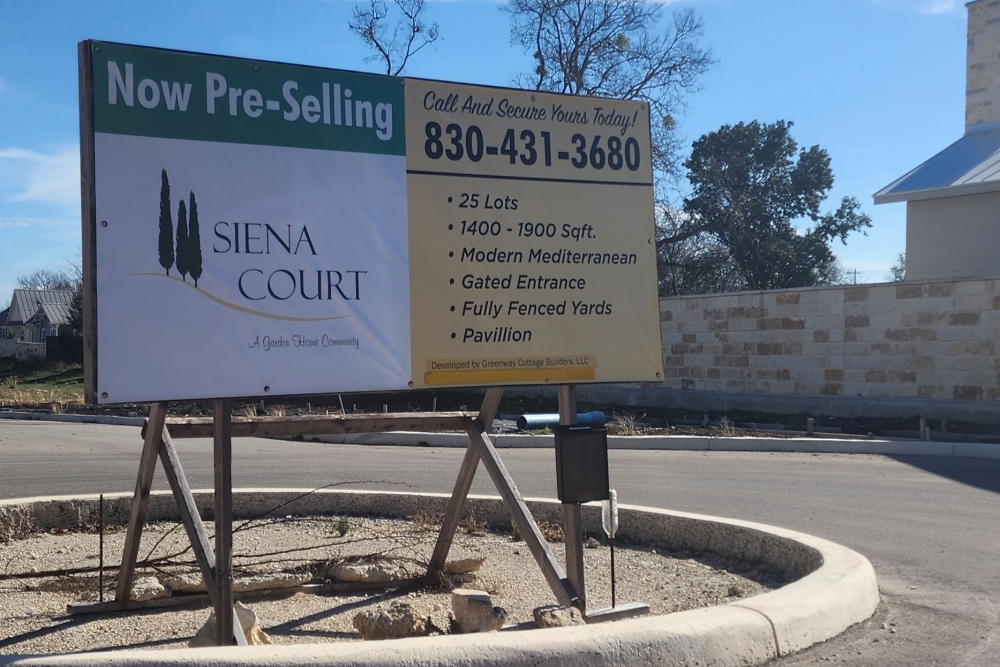 Now Pre-Selling
SIENA
COURT
A Garden Home Community
Call And Secure Yours Today!
830-431-3680
• 25 Lots
• 1400 - 1900 Sqft.
• Modern Mediterranean
• Gated Entrance
• Fully Fenced Yards
• Pavillion
Developed by Greenway Cottage Builders, LLC